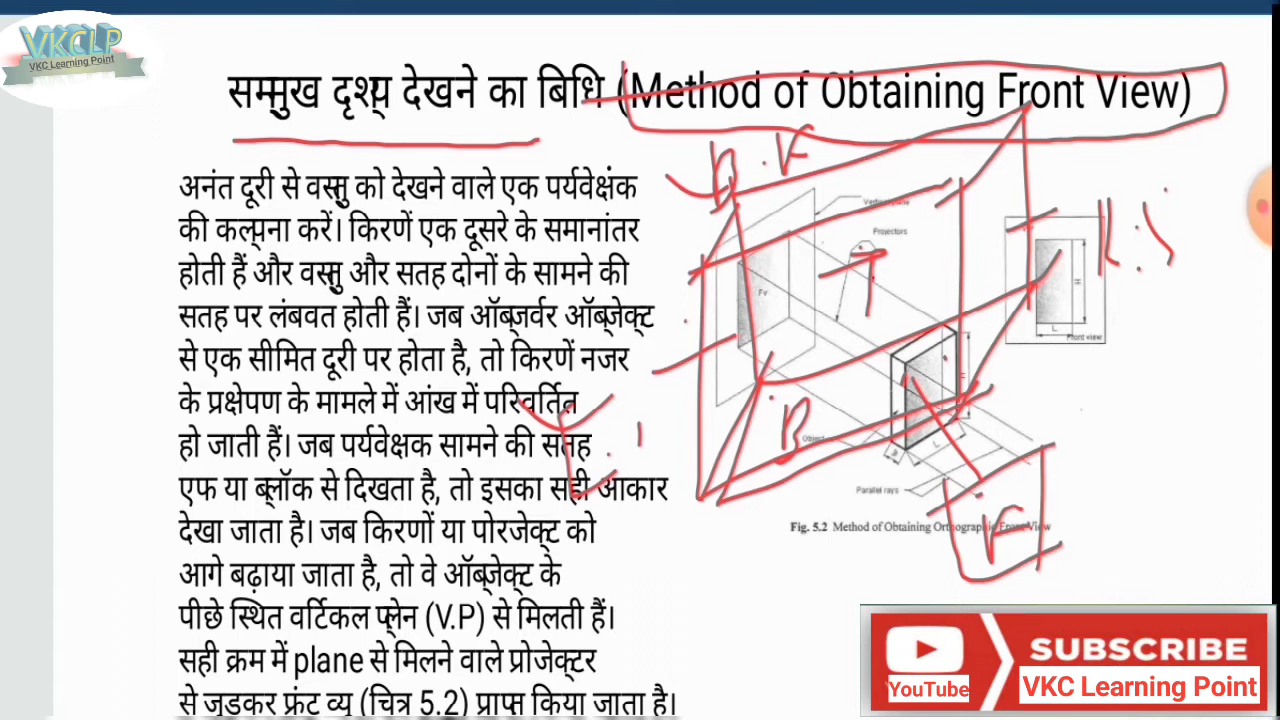 VKCLP
VKC Learning Point
सम्मुख दृश्य देखने का बिधि (Method of Obtaining Front View)
अनंत दूरी से वस्तु को देखने वाले एक पर्यवेक्षंक
की कल्पना करें। किरणें एक दूसरे के समानांतर
होती हैं और वस्तु और सतह दोनों के सामने की
सतह पर लंबवत होती हैं। जब ऑब्जर्वर ऑब्जेक्ट
से एक सीमित दूरी पर होता है, तो किरणें नजर
के प्रक्षेपण के मामले में आंख में परिवर्तित
हो जाती हैं। जब पर्यवेक्षक सामने की सतह
एफ या ब्लॉक से दिखता है, तो इसका सही आकार
देखा जाता है। जब किरणों या पोरजेक्ट को
आगे बढ़ाया जाता है, तो वे ऑब्जेक्ट के
पीछे स्थित वर्टिकल प्लेन (V.P) से मिलती हैं।
सही क्रम में plane से मिलने वाले प्रोजेक्टर
से जुड़कर फ्रंट व्यू (चित्र 5.2) प्राप्त किया जाता है।
Vertical plane
Projectors
Fv
T
H
L
Front view
B
Object
H
L
Parallel rays
F
Fig. 5.2 Method of Obtaining Orthographic Front View
SUBSCRIBE
YouTube
VKC Learning Point